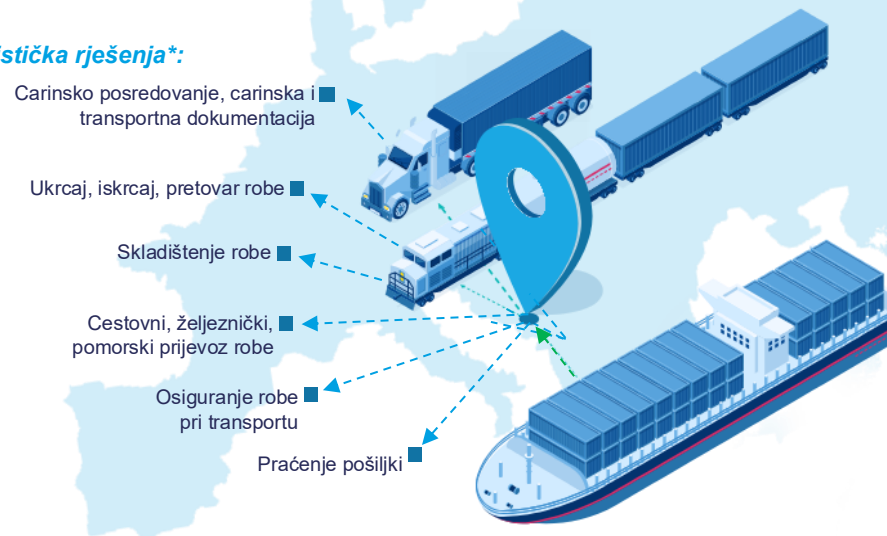 rješenja*:
Carinsko posredovanje, carinska i
transportna dokumentacija
Ukrcaj, iskrcaj, pretovar robe
Skladištenje robe
Cestovni, željeznički,
pomorski prijevoz robe
Osiguranje robe
pri transportu
Praćenje pošiljki